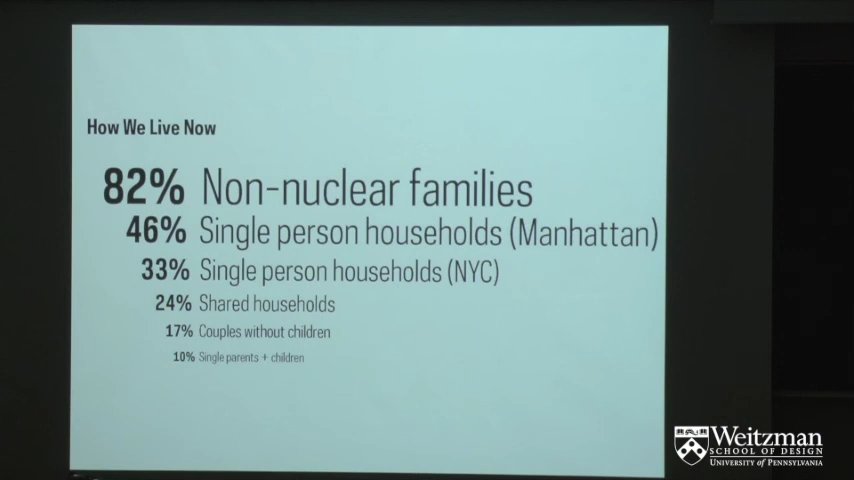 How We Live Now
82% Non-nuclear families
46% Single person households (Manhattan)
33% Single person households (NYC)
24% Shared households
17% Couples without children
10% Single parents + children
Weitzman
SCHOOL OF DESIGN
UNIVERSITY of PENNSYLVANIA